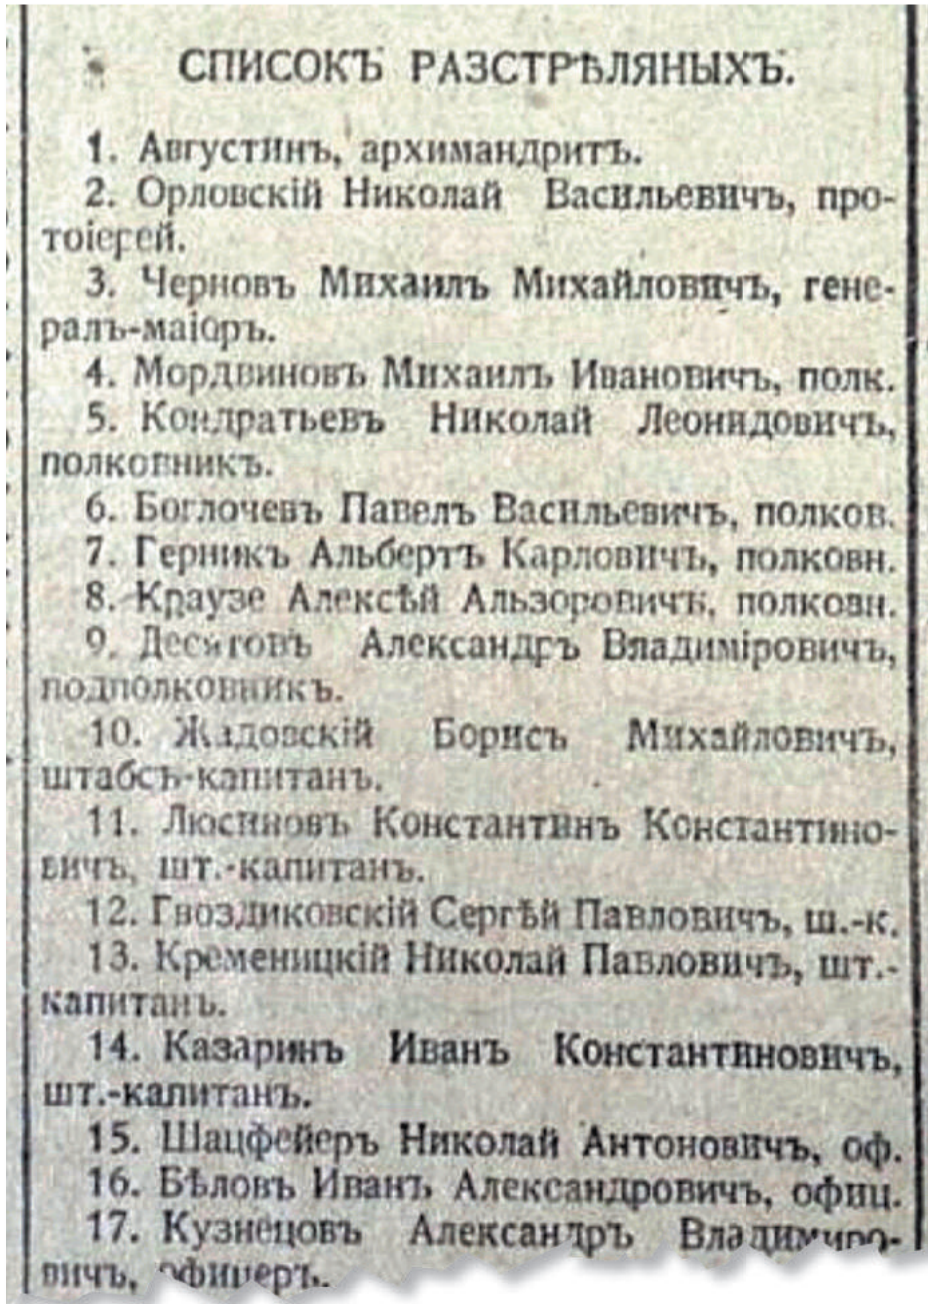 СПИСОКЪ РАЗСТРѢЛЯНЫХЪ.
1. Августинъ, архимандритъ.
2. Орловскій Николай Васильевичъ, про-
тоіерей.
3. Черновъ Михаилъ Михайловичъ, гене-
ралъ-маіоръ.
4. Мордвиновъ Михаилъ Ивановичъ, полк.
5. Кондратьевъ Николай Леонидовичъ,
полковникъ.
6. Боглочевъ Павелъ Васильевичъ, полков.
7. Герникъ Альбертъ Карловичъ, полковн.
8. Краузе Алексѣй Альзоровичъ, полковн.
9. Десятовъ Александръ Владиміровичъ,
подполковникъ.
10. Жадовскій Борисъ Михайловичъ,
штабсъ-капитанъ.
11. Люсиновъ Константинъ Константино-
вичъ, шт.-капитанъ.
12. Гвоздиковскій Сергѣй Павловичъ, ш.-к.
13. Кременицкій Николай Павловичъ, шт.-
капитанъ.
14. Казаринъ Иванъ Константиновичъ,
шт.-капитанъ.
15. Шацфейеръ Николай Антоновичъ, оф.
16. Бѣловъ Иванъ Александровичъ, офиц.
17. Кузнецовъ Александръ Владимиро-
вичъ, офицеръ.